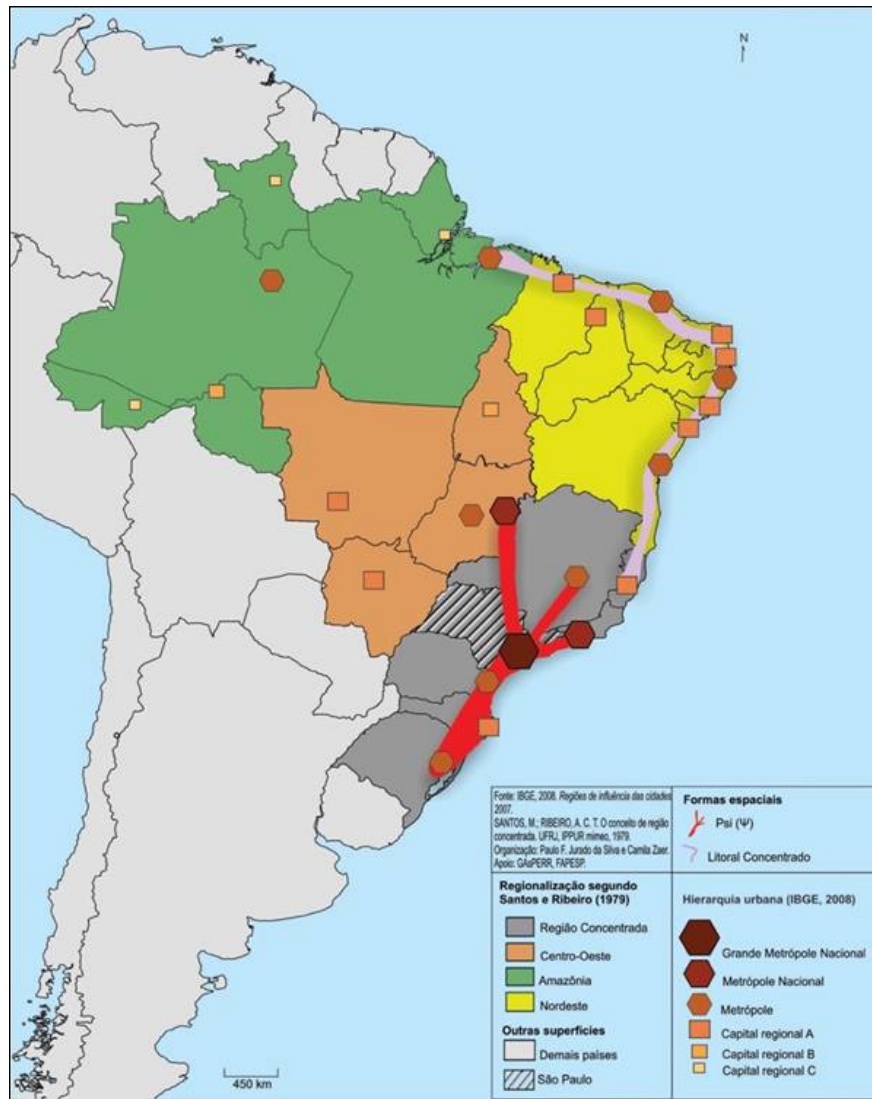 N
450 km
Fonte: IBGE, 2008. Regiões de influência das cidades
2007.
SANTOS, M.; RIBEIRO, A. C. T. O conceito de região
concentrada. UFRJ, IPPUR mimeo, 1979.
Organização: Paulo F. Jurado da Silva e Camila Zaer.
Apoio: GAsPERR, FAPESP.
Formas espaciais
Psi (Ψ)
Litoral Concentrado
Regionalização segundo
Santos e Ribeiro (1979)
Região Concentrada
Centro-Oeste
Amazônia
Nordeste
Outras superfícies
Demais países
São Paulo
Hierarquia urbana (IBGE, 2008)
Grande Metrópole Nacional
Metrópole Nacional
Metrópole
Capital regional A
Capital regional B
Capital regional C